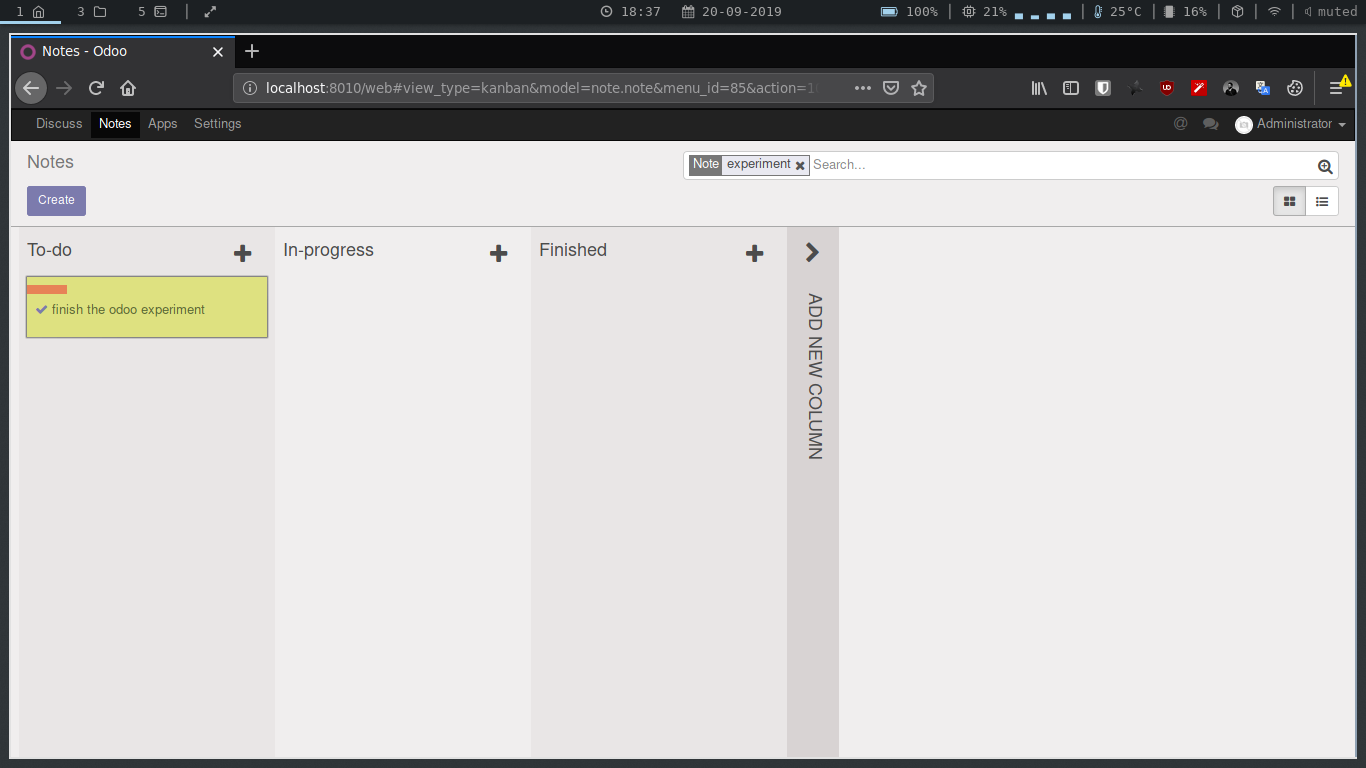 1 3 5 18:37 20-09-2019 100% 21% 25°C 16% muted
Notes - Odoo
localhost:8010/web#view_type=kanban&model=note.note&menu_id=85&action=1
Discuss Notes Apps Settings @ Administrator
Notes
Note experiment Search...
Create
To-do In-progress Finished
finish the odoo experiment
ADD NEW COLUMN